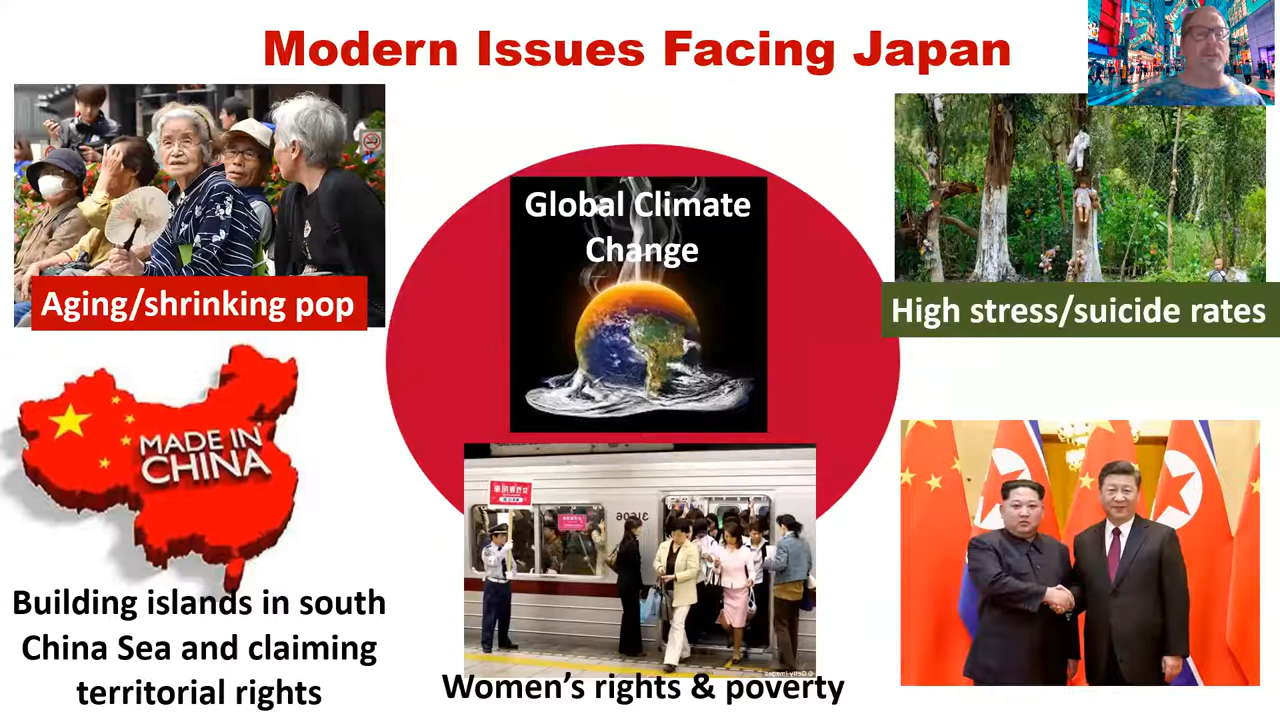 Modern Issues Facing Japan
Aging/shrinking pop
Global Climate
Change
High stress/suicide rates
MADE IN
CHINA
Building islands in south
China Sea and claiming
territorial rights
Women's rights & poverty